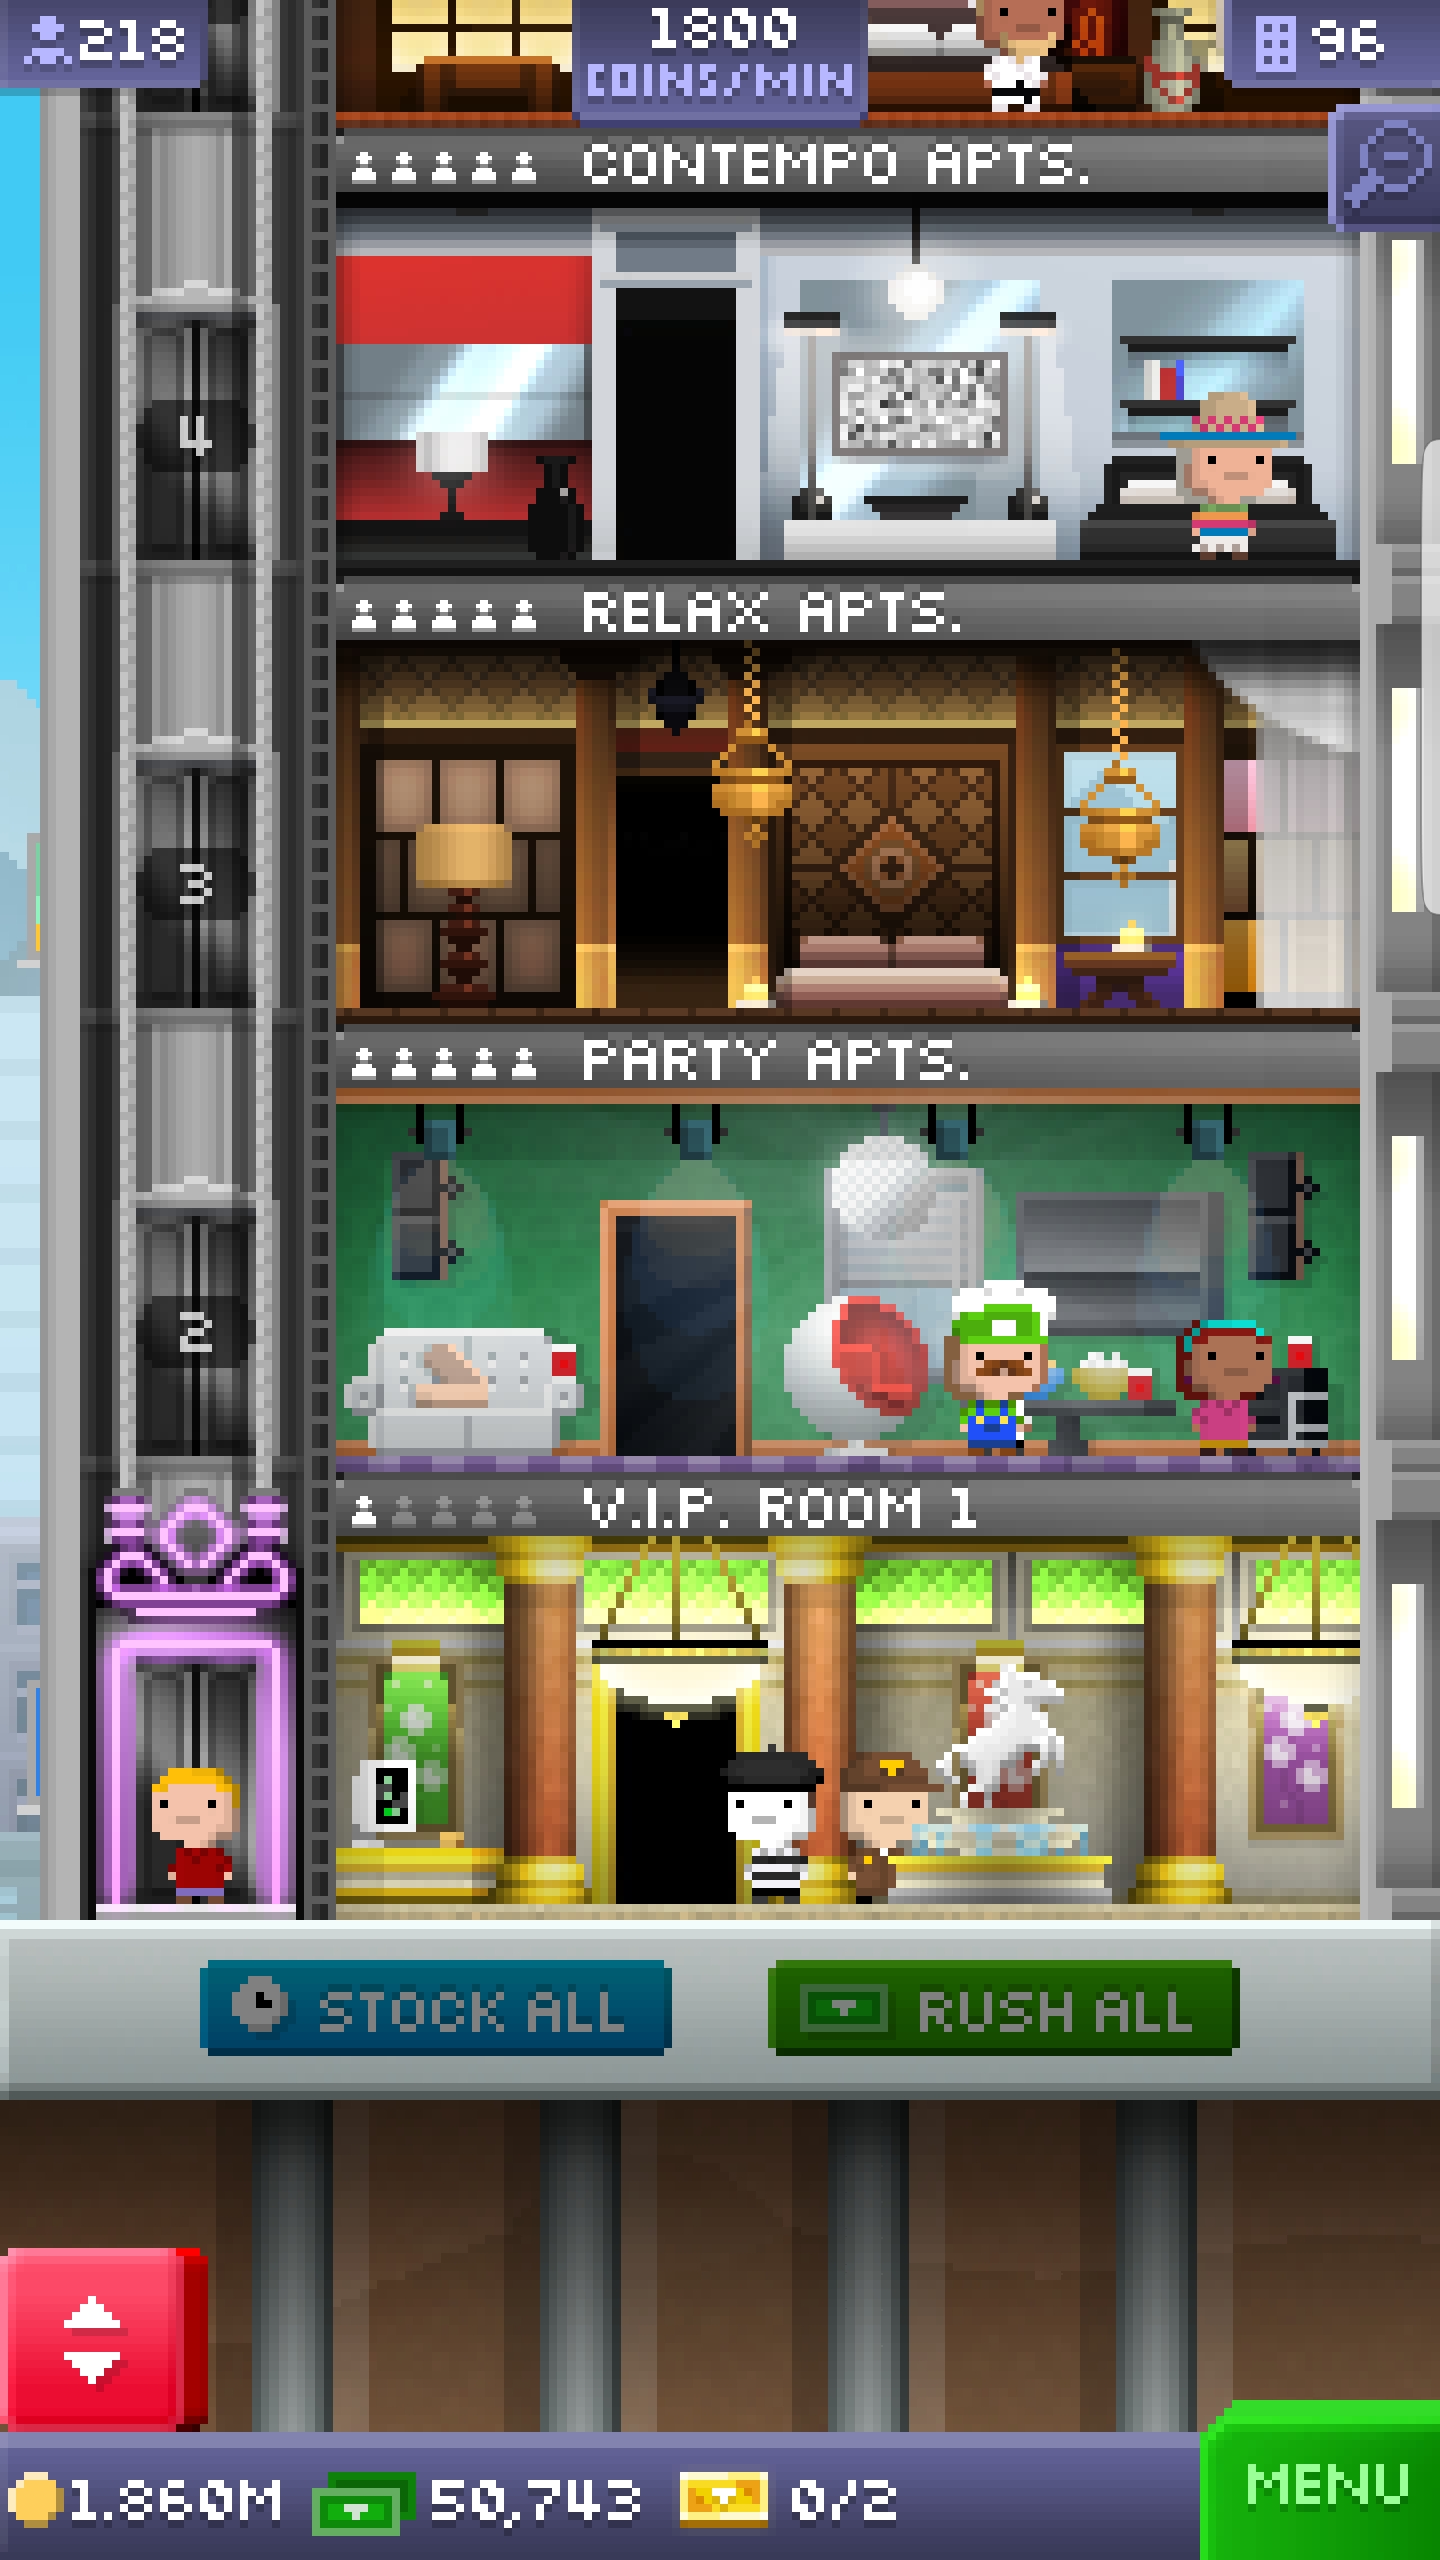 218
1800
COINS/MIN
96
CONTEMPO APTS.
4
RELAX APTS.
3
PARTY APTS.
2
V.I.P. ROOM 1
STOCK ALL
RUSH ALL
1.860M
50,743
0/2
MENU